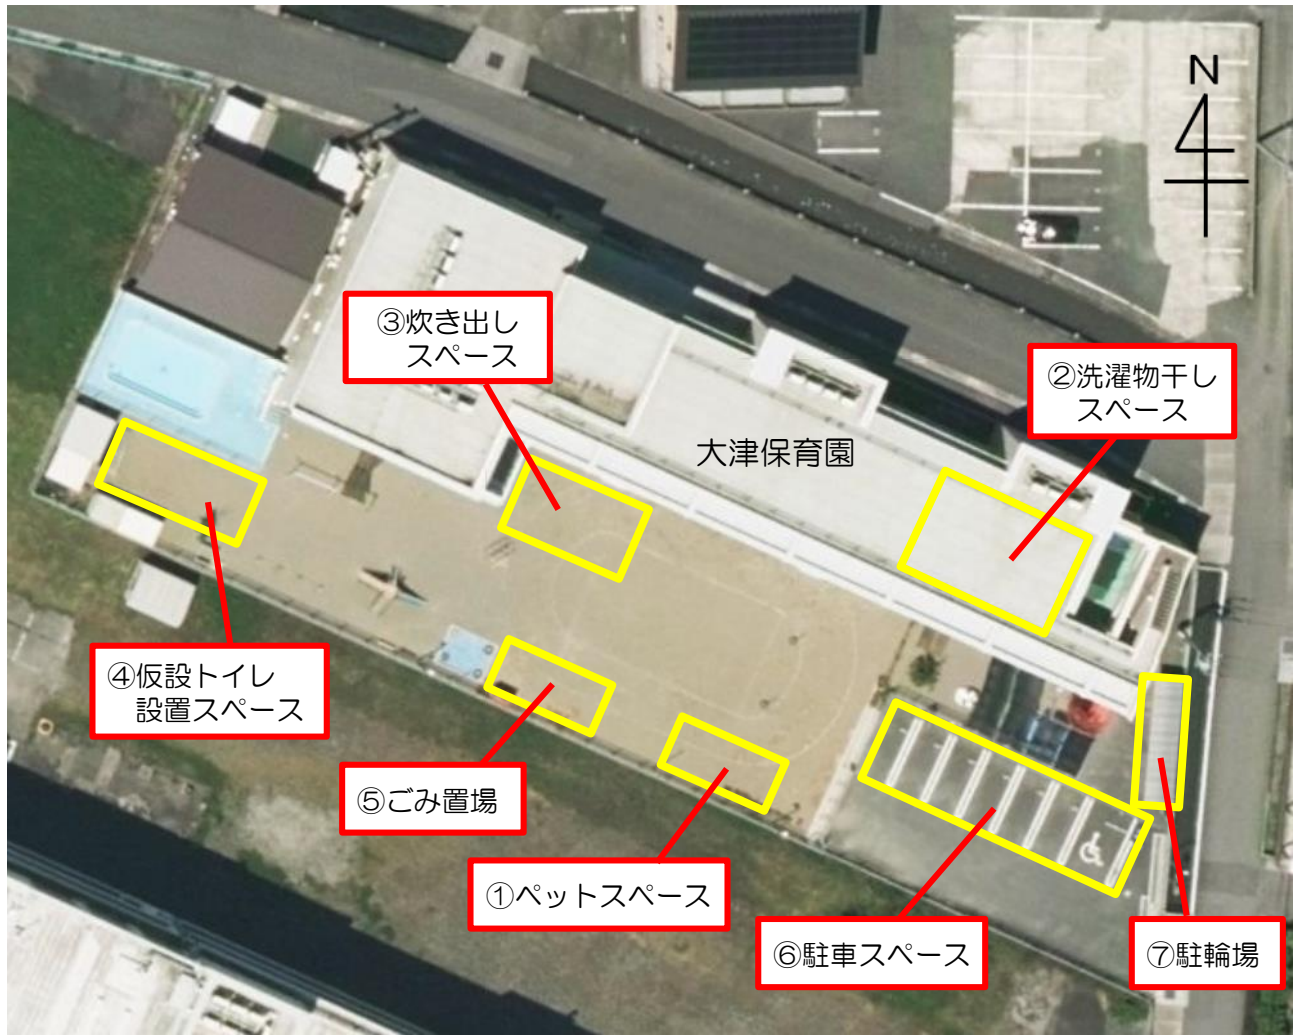 N
③炊き出し
スペース
②洗濯物干し
スペース
大津保育園
④仮設トイレ
設置スペース
⑤ごみ置場
①ペットスペース
⑥駐車スペース
⑦駐輪場